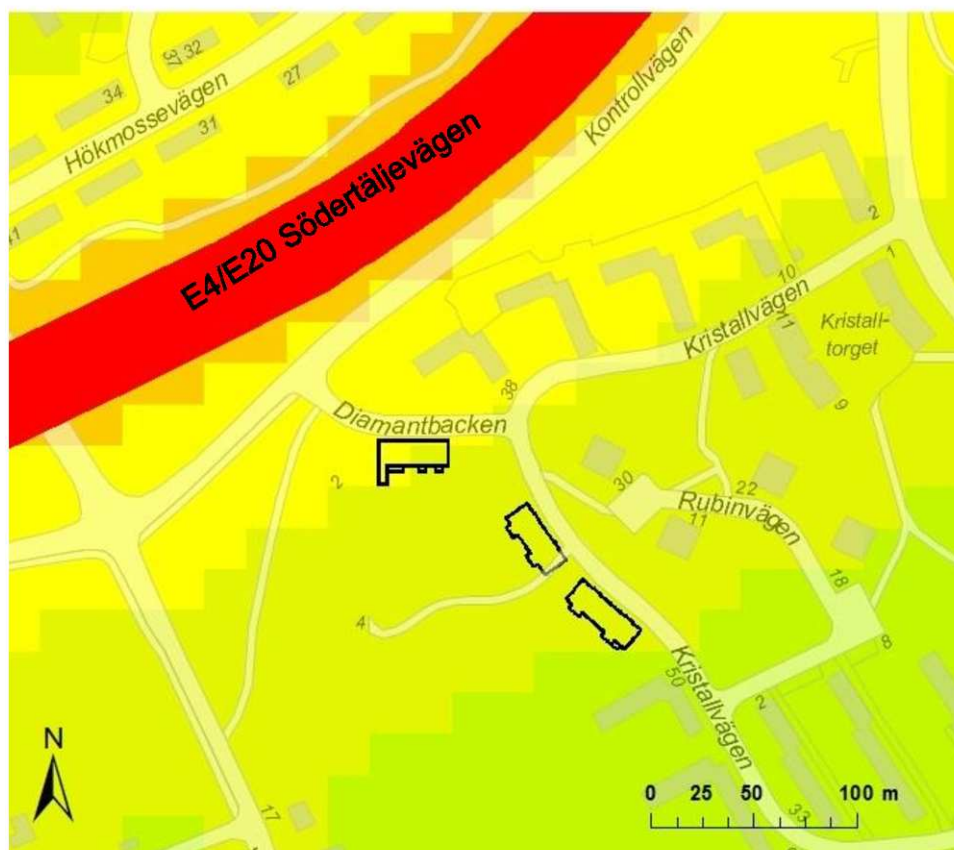 37
32
34
27
Hökmossevägen
31
41
E4/E20 Södertäljevägen
Kontrollvägen
2
1
10
Kristallvägen
11
Kristall-
torget
9
38
Diamantbacken
2
30
22
Rubinvägen
11
18
4
8
50
2
Kristallvägen
33
17
N
0 25 50 100 m